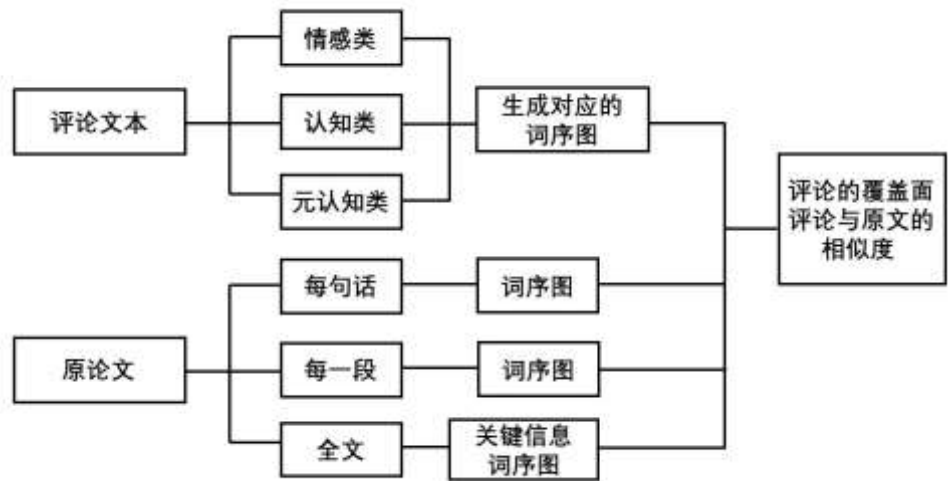 情感类
评论文本
认知类
元认知类
生成对应的
词序图
评论的覆盖面
评论与原文的
相似度
每句话
词序图
原论文
每一段
词序图
全文
关键信息
词序图